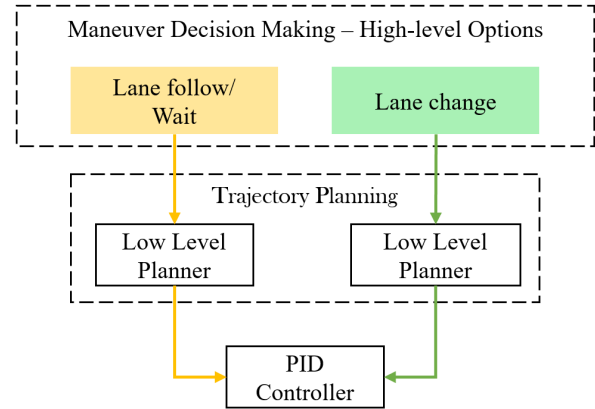 Maneuver Decision Making – High-level Options
Lane follow/
Wait
Lane change
Trajectory Planning
Low Level
Planner
Low Level
Planner
PID
Controller